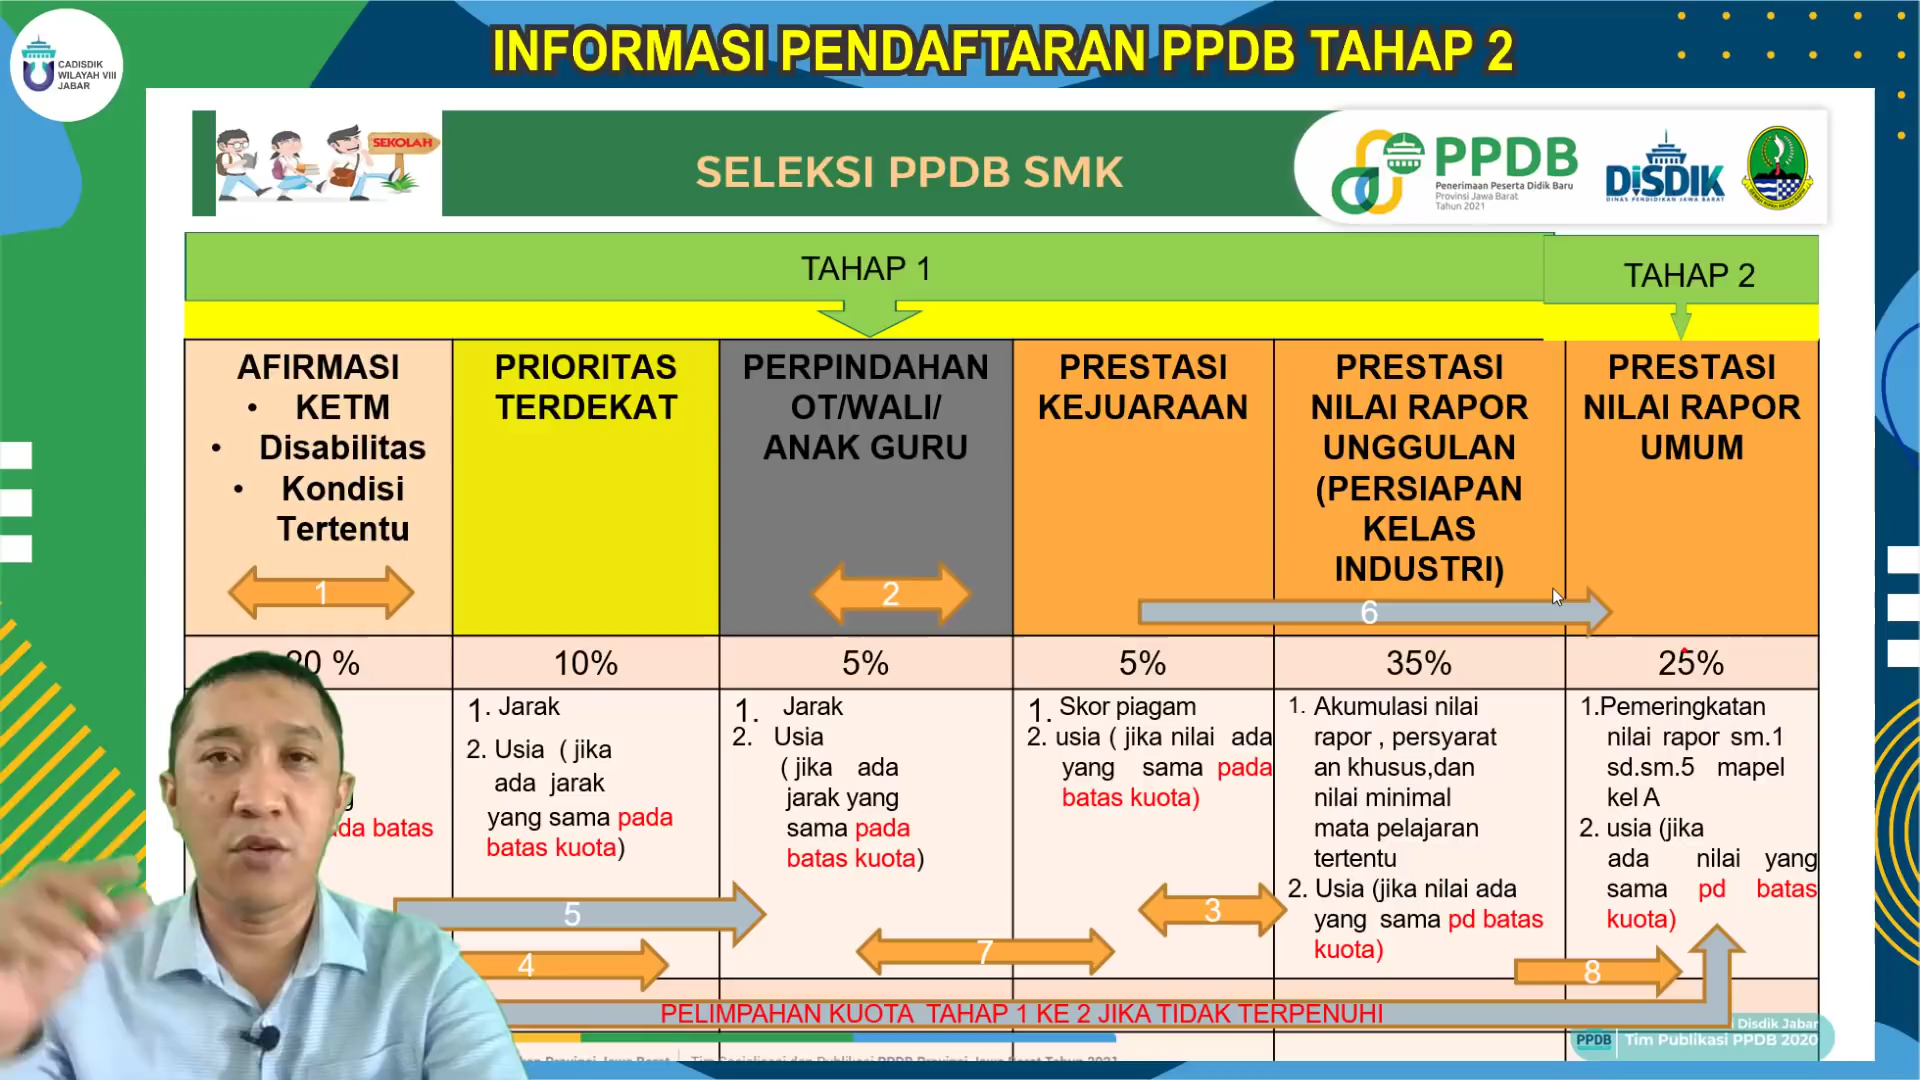 INFORMASI PENDAFTARAN PPDB TAHAP 2
CADISDIK
WILAYAH VIII
JABAR
SEKOLAH
SELEKSI PPDB SMK
PPDB
Penerimaan Peserta Didik Baru
Provinsi Jawa Barat
Tahun 2021
DISDIK
DINAS PENDIDIKAN JAWA BARAT
TAHAP 1
TAHAP 2
AFIRMASI
• KETM
• Disabilitas
• Kondisi
Tertentu
1
PRIORITAS
TERDEKAT
PERPINDAHAN
OT/WALI/
ANAK GURU
2
PRESTASI
KEJUARAAN
PRESTASI
NILAI RAPOR
UNGGULAN
(PERSIAPAN
KELAS
INDUSTRI)
6
PRESTASI
NILAI RAPOR
UMUM
20 %
10%
5%
5%
35%
25%
batas
1. Jarak
2. Usia ( jika
ada jarak
yang sama pada
batas kuota)
1. Jarak
2. Usia
( jika ada
jarak yang
sama pada
batas kuota)
1. Skor piagam
2. usia ( jika nilai ada
yang sama pada
batas kuota)
1. Akumulasi nilai
rapor , persyarat
an khusus,dan
nilai minimal
mata pelajaran
tertentu
2. Usia (jika nilai ada
yang sama pd batas
kuota)
1.Pemeringkatan
nilai rapor sm.1
sd.sm.5 mapel
kel A
2. usia (jika
ada nilai yang
sama pd batas
kuota)
5
3
4
7
8
PELIMPAHAN KUOTA TAHAP 1 KE 2 JIKA TIDAK TERPENUHI
Disdik Jabar
PPDB Tim Publikasi PPDB 2020